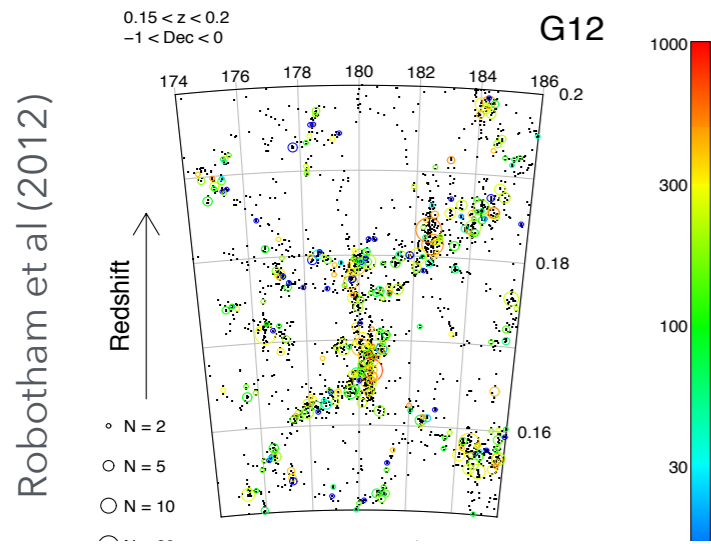 0.15 < z < 0.2
−1 < Dec < 0
G12
174 176 178 180 182 184 186
0.2
0.18
0.16
Redshift
Robotham et al (2012)
N = 2
N = 5
N = 10
1000
300
100
30